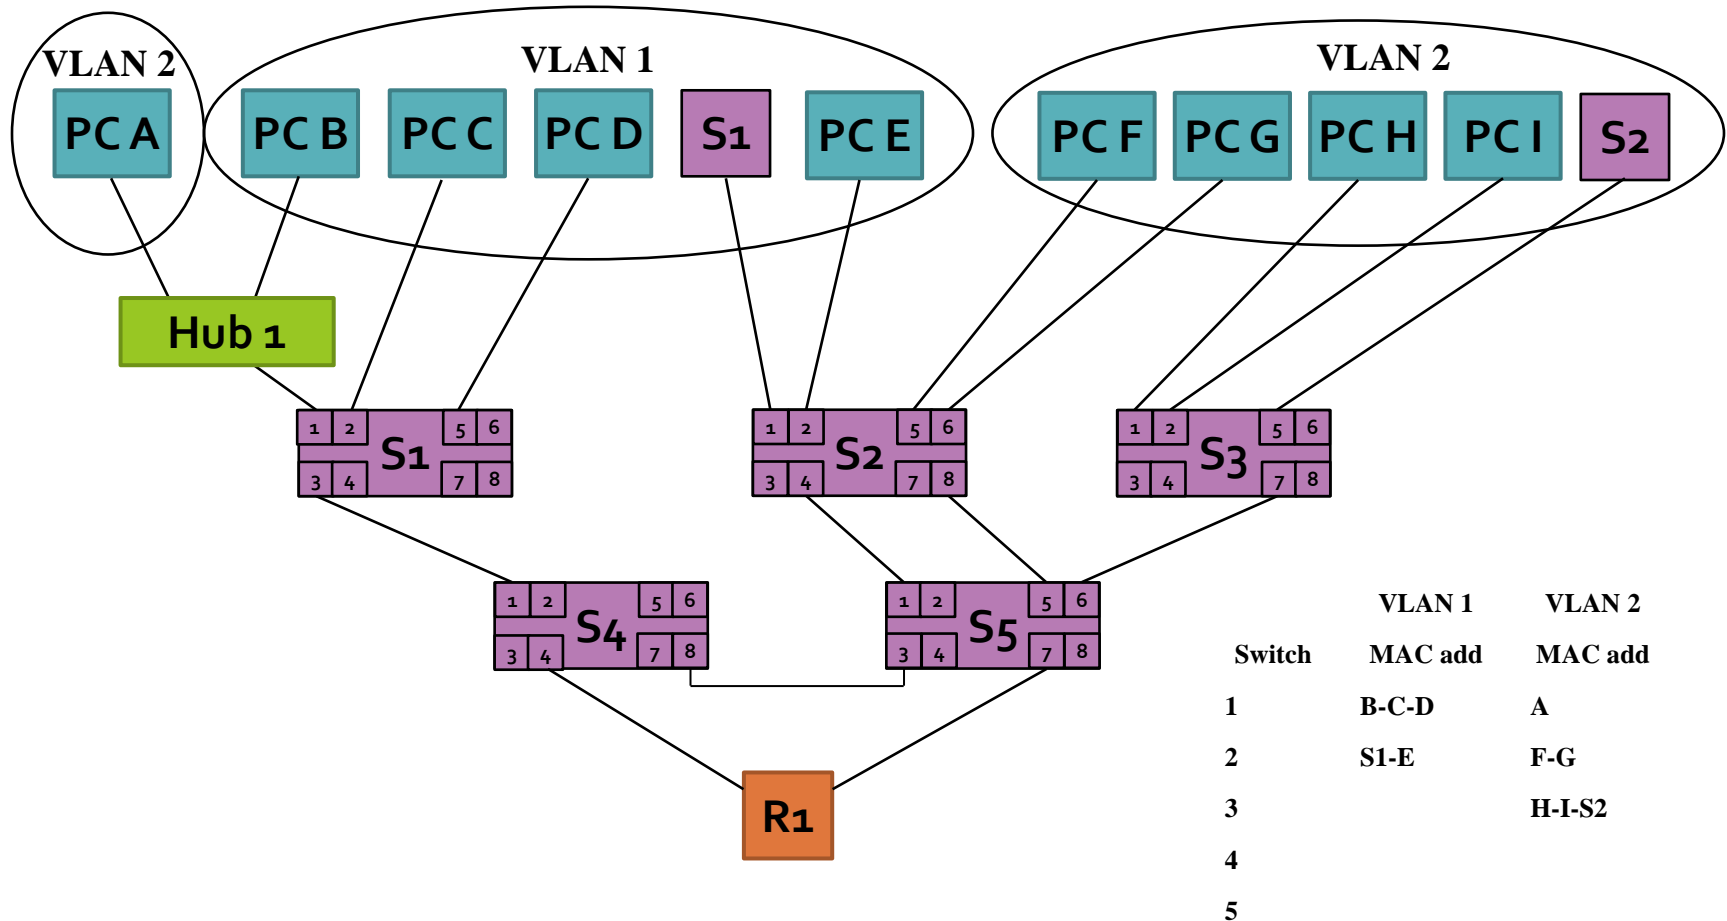 VLAN 2
VLAN 1
VLAN 2
PC A
PC B
PC C
PC D
S1
PC E
PC F
PC G
PC H
PC I
S2
Hub 1
1 2 5 6
S1
3 4 7 8
1 2 5 6
S2
3 4 7 8
1 2 5 6
S3
3 4 7 8
1 2 5 6
S4
3 4 7 8
1 2 5 6
S5
3 4 7 8
R1
VLAN 1 VLAN 2
Switch MAC add MAC add
1 B-C-D A
2 S1-E F-G
3 H-I-S2
4
5